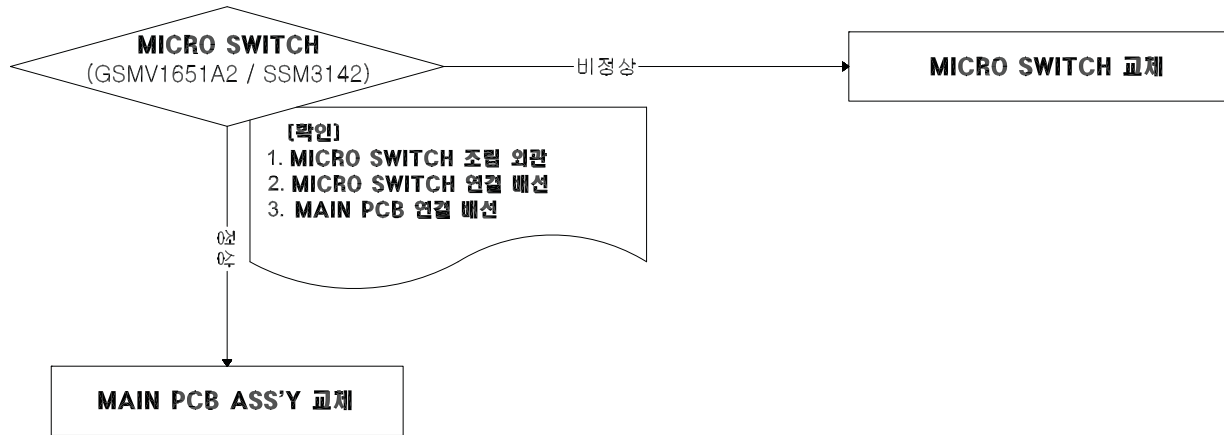 MICRO SWITCH
(GSMV1651A2 / SSM3142)
비정상
MICRO SWITCH 교체
[확인]
1. MICRO SWITCH 조립 외관
2. MICRO SWITCH 연결 배선
3. MAIN PCB 연결 배선
정상
MAIN PCB ASS'Y 교체